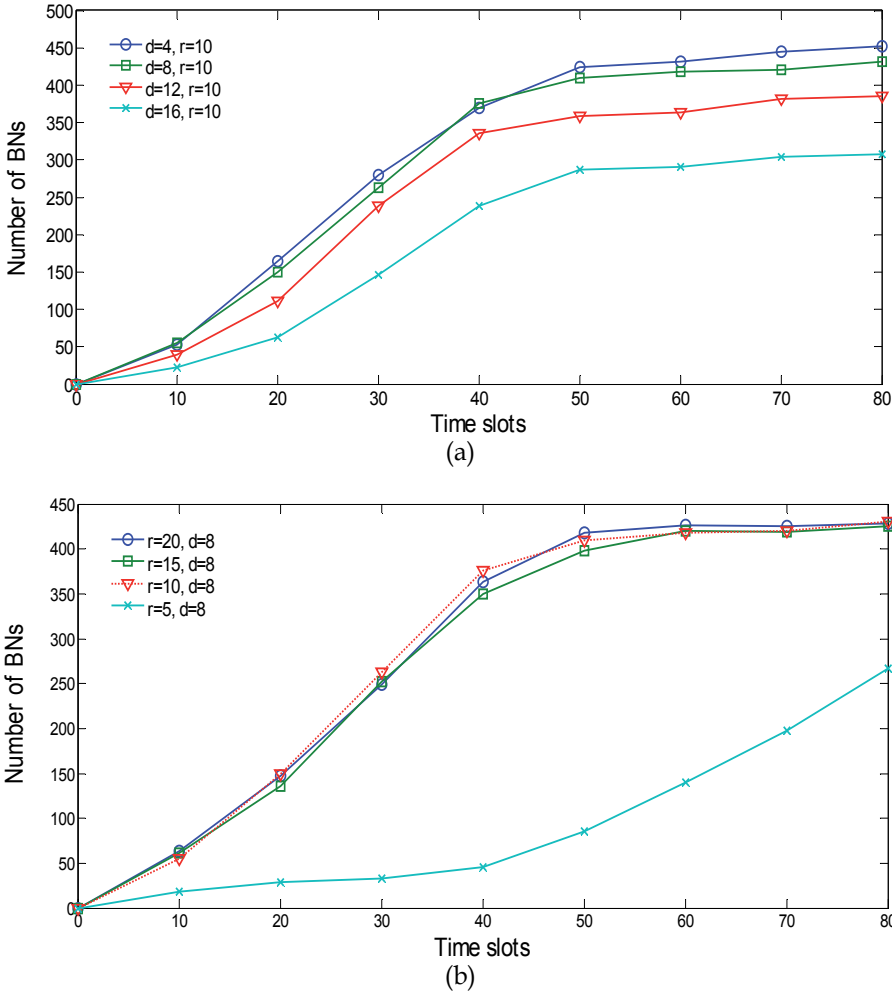 500
450
400
350
300
250
200
150
100
50
0
Number of BNs
d=4, r=10
d=8, r=10
d=12, r=10
d=16, r=10
0 10 20 30 40 50 60 70 80
Time slots
(a)
450
400
350
300
250
200
150
100
50
0
Number of BNs
r=20, d=8
r=15, d=8
r=10, d=8
r=5, d=8
0 10 20 30 40 50 60 70 80
Time slots
(b)